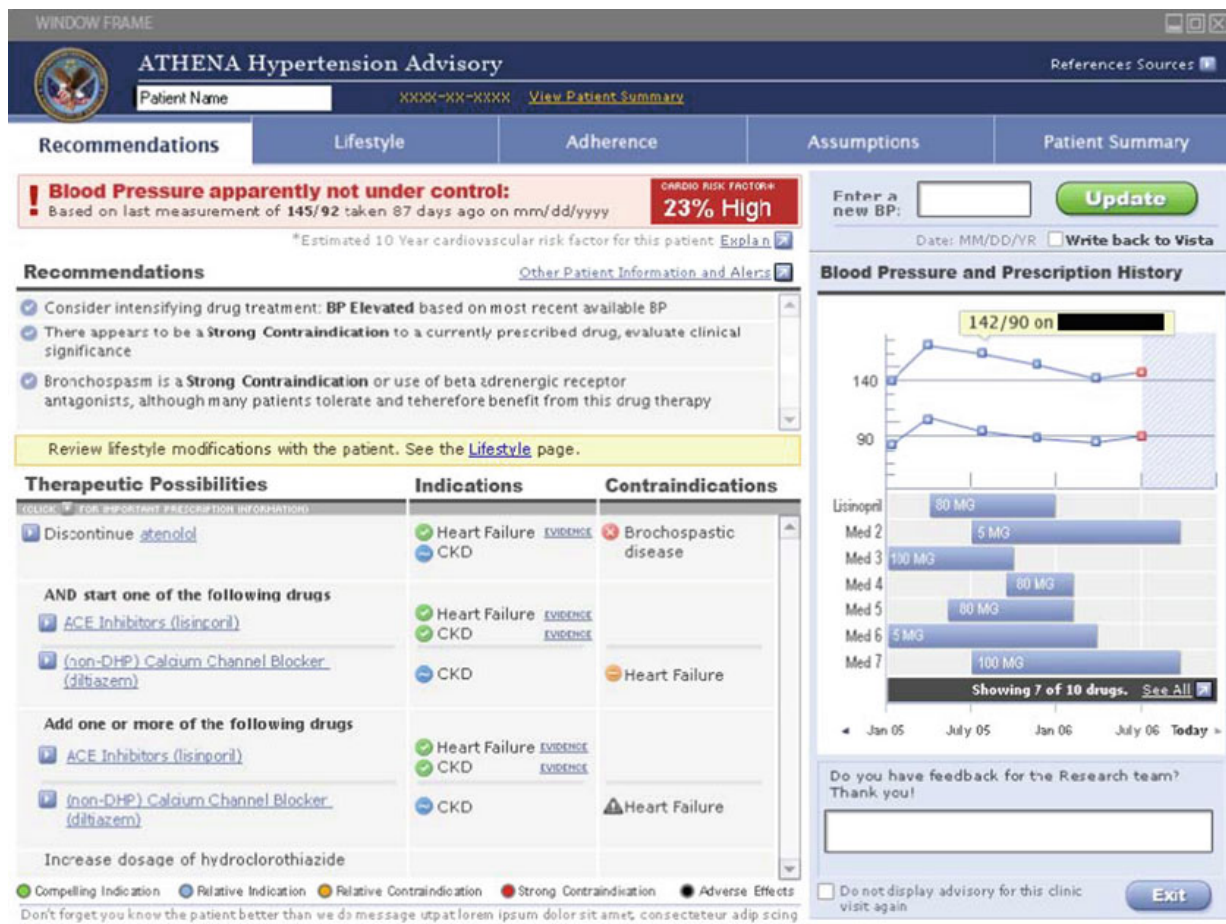 WINDOW FRAME
ATHENA Hypertension Advisory
References Sources
Patient Name
XXXX-XX-XXXX View Patient Summary
Recommendations
Lifestyle
Adherence
Assumptions
Patient Summary
! Blood Pressure apparently not under control:
Based on last measurement of 145/92 taken 87 days ago on mm/dd/yyyy
CARDIO RISK FACTOR*
23% High
*Estimated 10 Year cardiovascular risk factor for this patient Explain
Enter a
new BP:
Update
Date: MM/DD/YR Write back to Vista
Recommendations
Other Patient Information and Alerts
Consider intensifying drug treatment: BP Elevated based on most recent available BP
There appears to be a Strong Contraindication to a currently prescribed drug, evaluate clinical
significance
Bronchospasm is a Strong Contraindication or use of beta adrenergic receptor
antagonists, although many patients tolerate and teherefore benefit from this drug therapy
Review lifestyle modifications with the patient. See the Lifestyle page.
Therapeutic Possibilities
Indications
Contraindications
(CLICK FOR IMPORTANT PRESCRIPTION INFORMATION)
Discontinue atenolol
Heart Failure EVIDENCE
CKD
Brochospastic
disease
AND start one of the following drugs
ACE Inhibitors (lisinporil)
Heart Failure EVIDENCE
CKD EVIDENCE
(non-DHP) Calcium Channel Blocker
(diltiazem)
CKD
Heart Failure
Add one or more of the following drugs
ACE Inhibitors (lisinporil)
Heart Failure EVIDENCE
CKD EVIDENCE
(non-DHP) Calcium Channel Blocker
(diltiazem)
CKD
Heart Failure
Increase dosage of hydroclorothiazide
Compelling Indication Relative Indication Relative Contraindication Strong Contraindication Adverse Effects
Don't forget you know the patient better than we do message utpat lorem ipsum dolor sit amet, consecteteur adip scing
Blood Pressure and Prescription History
142/90 on
140
90
Lisinopril 80 MG
Med 2 5 MG
Med 3 100 MG
Med 4 80 MG
Med 5 80 MG
Med 6 5 MG
Med 7 100 MG
Showing 7 of 10 drugs. See All
Jan 05 July 05 Jan 06 July 06 Today
Do you have feedback for the Research team?
Thank you!
Do not display advisory for this clinic
visit again
Exit